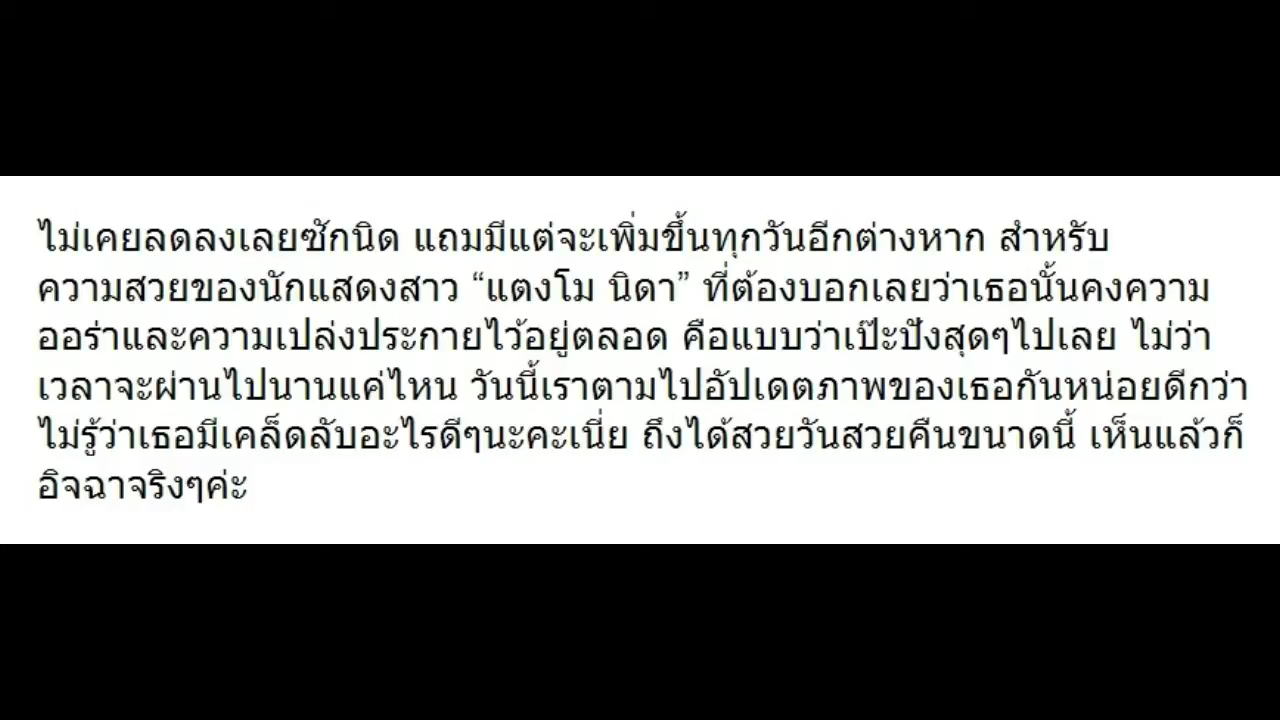 ไม่เคยลดลงเลยซักนิด แถมมีแต่จะเพิ่มขึ้นทุกวันอีกต่างหาก สำหรับ
ความสวยของนักแสดงสาว “แตงโม นิดา” ที่ต้องบอกเลยว่าเธอนั้นคงความ
ออร่าและความเปล่งประกายไว้อยู่ตลอด คือแบบว่าเป๊ะปังสุดๆไปเลย ไม่ว่า
เวลาจะผ่านไปนานแค่ไหน วันนี้เราตามไปอัปเดตภาพของเธอกันหน่อยดีกว่า
ไม่รู้ว่าเธอมีเคล็ดลับอะไรดีๆนะคะเนี่ย ถึงได้สวยวันสวยคืนขนาดนี้ เห็นแล้วก็
อิจฉาจริงๆค่ะ